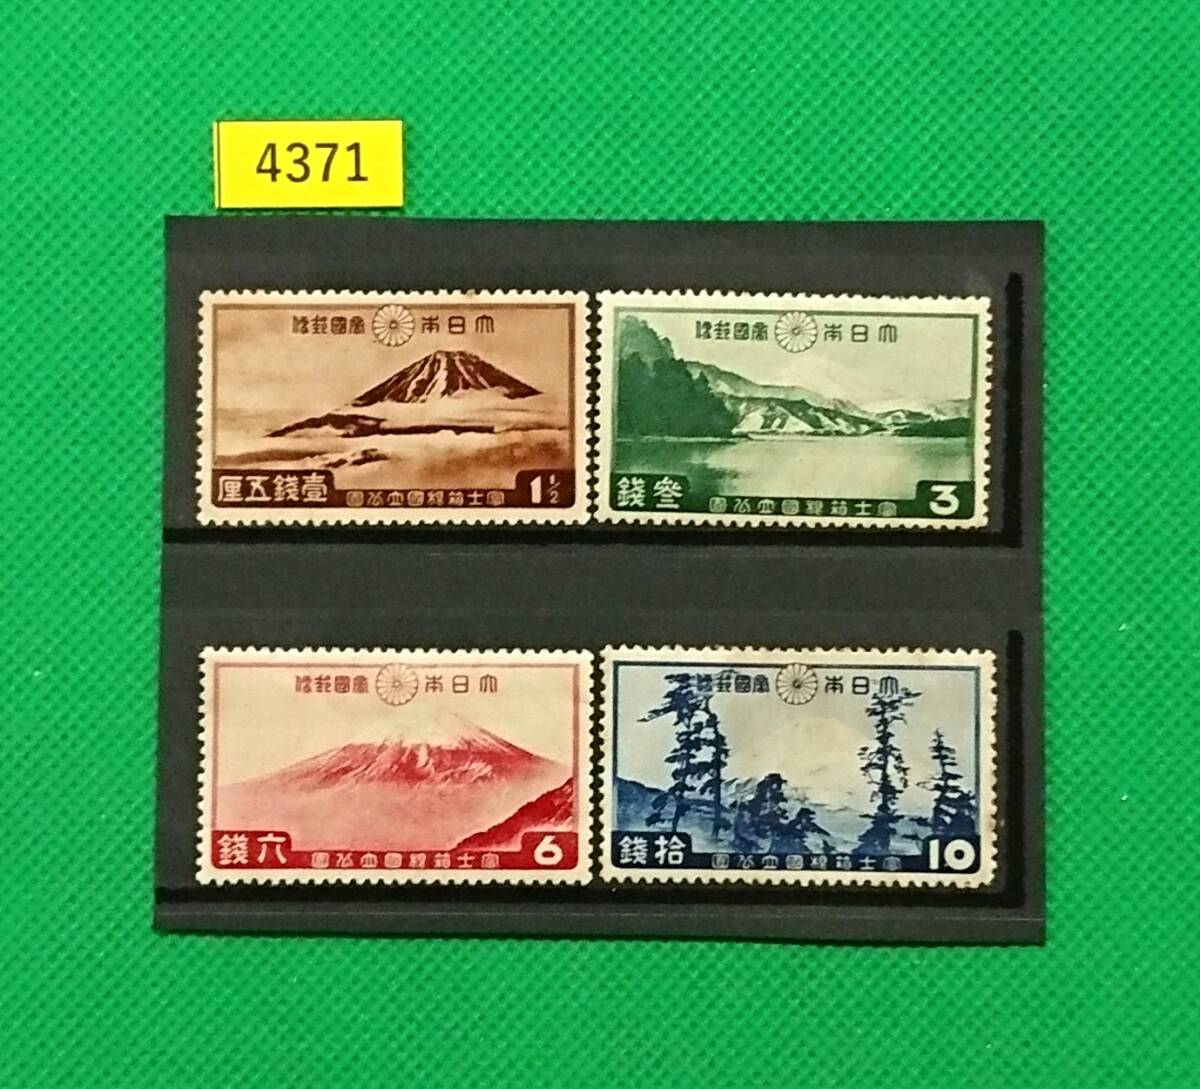 4371
大日本 帝國郵便
壹錢五厘 富士箱根國立公園 1½
大日本 帝國郵便
叄錢 富士箱根國立公園 3
大日本 帝國郵便
六錢 富士箱根國立公園 6
大日本 帝國郵便
拾錢 富士箱根國立公園 10